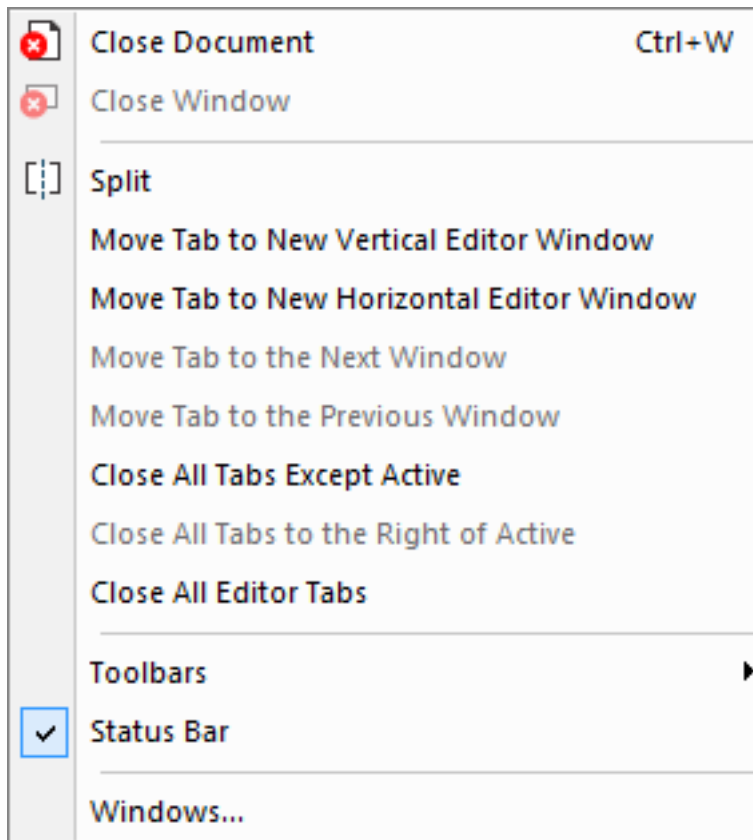 Close Document Ctrl+W
Close Window
Split
Move Tab to New Vertical Editor Window
Move Tab to New Horizontal Editor Window
Move Tab to the Next Window
Move Tab to the Previous Window
Close All Tabs Except Active
Close All Tabs to the Right of Active
Close All Editor Tabs
Toolbars
Status Bar
Windows...